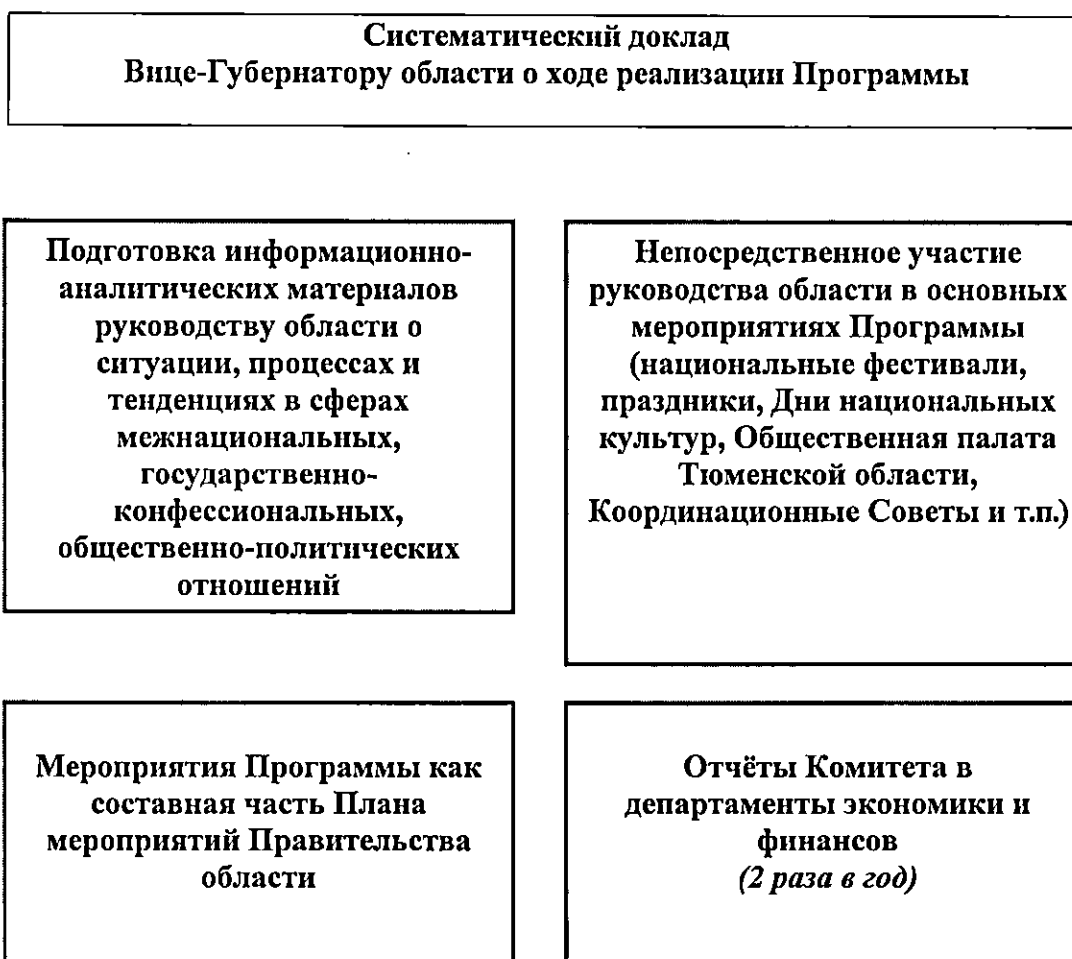 Систематический доклад
Вице-Губернатору области о ходе реализации Программы
Подготовка информационно-
аналитических материалов
руководству области о
ситуации, процессах и
тенденциях в сферах
межнациональных,
государственно-
конфессиональных,
общественно-политических
отношений
Непосредственное участие
руководства области в основных
мероприятиях Программы
(национальные фестивали,
праздники, Дни национальных
культур, Общественная палата
Тюменской области,
Координационные Советы и т.п.)
Мероприятия Программы как
составная часть Плана
мероприятий Правительства
области
Отчёты Комитета в
департаменты экономики и
финансов
(2 раза в год)